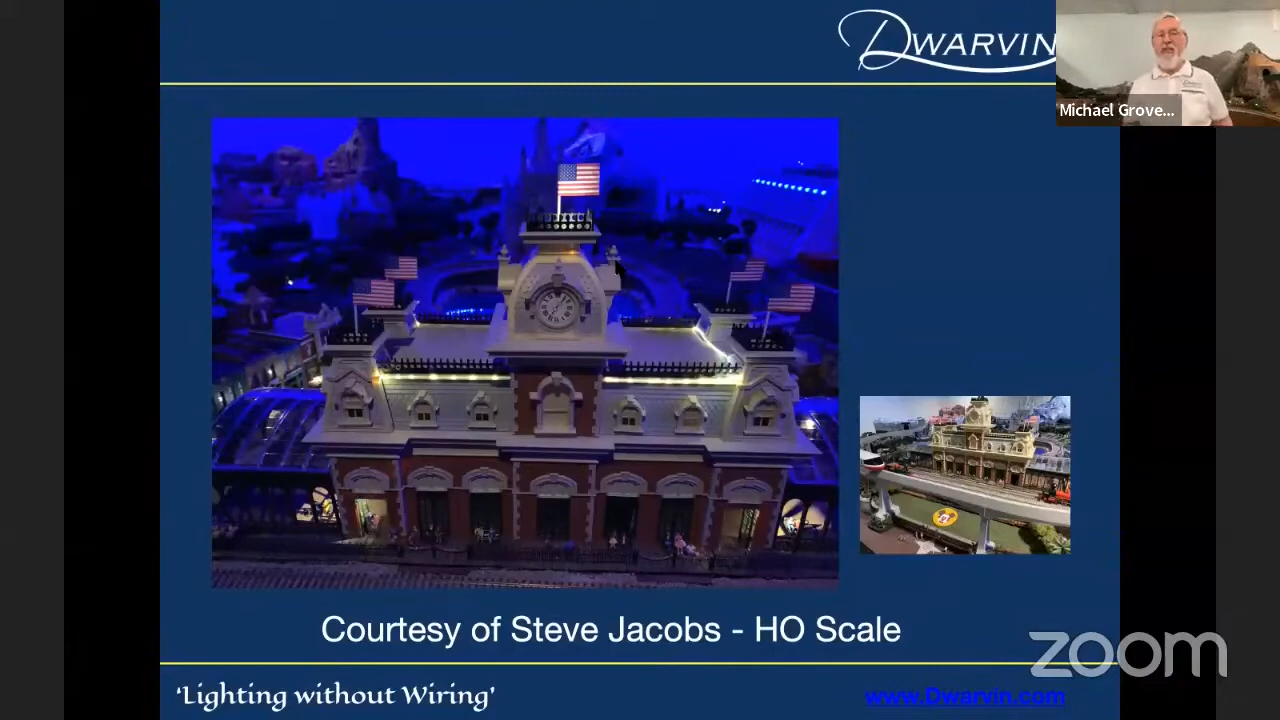 DWARVIN
Michael Grove...
Courtesy of Steve Jacobs - HO Scale
zoom
'Lighting without Wiring'
www.Dwarvin.com